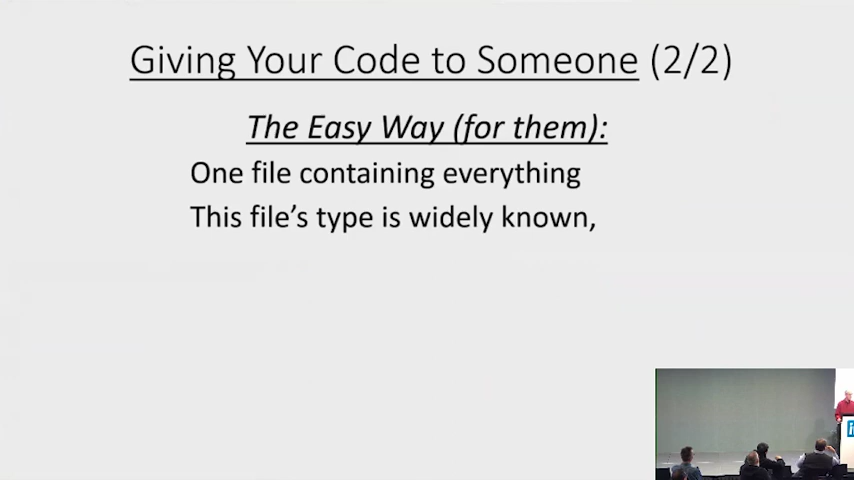 Giving Your Code to Someone (2/2)
The Easy Way (for them):
One file containing everything
This file's type is widely known,